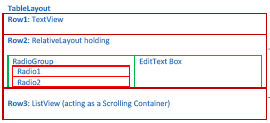 TableLayout
Row1: TextView
Row2: RelativeLayout holding
RadioGroup
Radio1
Radio2
EditText Box
Row3: ListView (acting as a Scrolling Container)